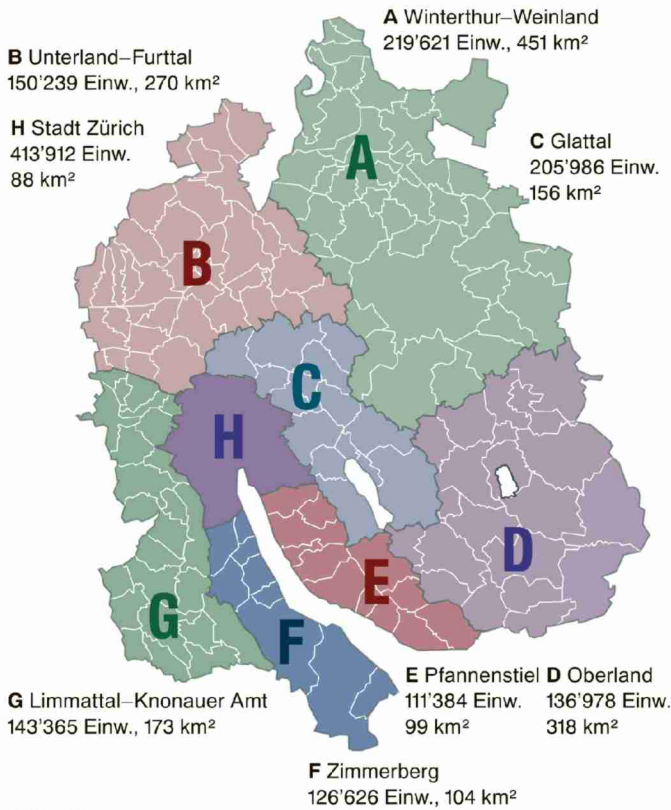 A Winterthur–Weinland
219'621 Einw., 451 km²
B Unterland–Furttal
150'239 Einw., 270 km²
H Stadt Zürich
413'912 Einw.
88 km²
C Glattal
205'986 Einw.
156 km²
A
B
C
H
D
E
G
F
E Pfannenstiel
111'384 Einw.
99 km²
D Oberland
136'978 Einw.
318 km²
G Limmattal–Knonauer Amt
143'365 Einw., 173 km²
F Zimmerberg
126'626 Einw., 104 km²